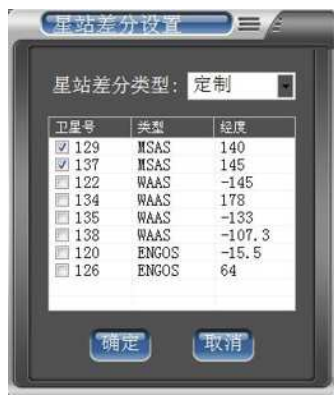 星站差分设置
星站差分类型: 定制
卫星号 类型 经度
129 MSAS 140
137 MSAS 145
122 WAAS -145
134 WAAS 178
135 WAAS -133
138 WAAS -107.3
120 ENGOS -15.5
126 ENGOS 64
确定 取消